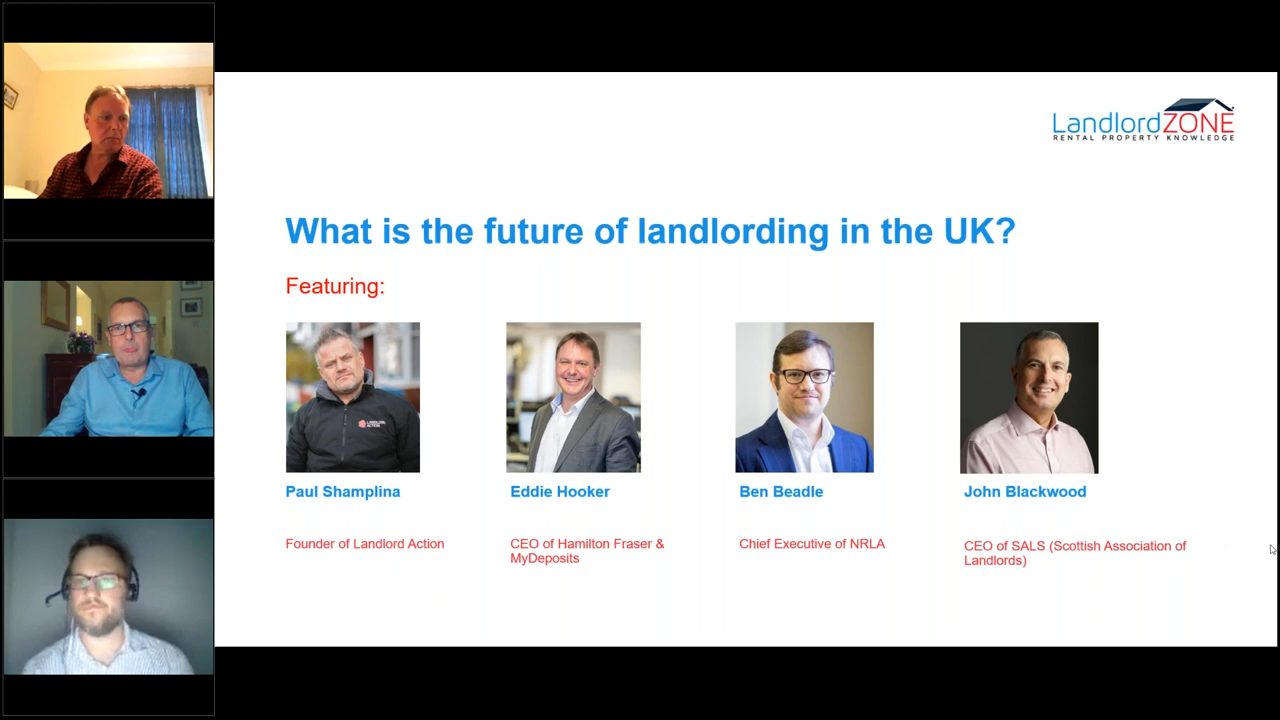 LandlordZONE
RENTAL PROPERTY KNOWLEDGE
What is the future of landlording in the UK?
Featuring:
LANDLORD
ACTION
Paul Shamplina
Eddie Hooker
Ben Beadle
John Blackwood
Founder of Landlord Action
CEO of Hamilton Fraser &
MyDeposits
Chief Executive of NRLA
CEO of SALS (Scottish Association of
Landlords)